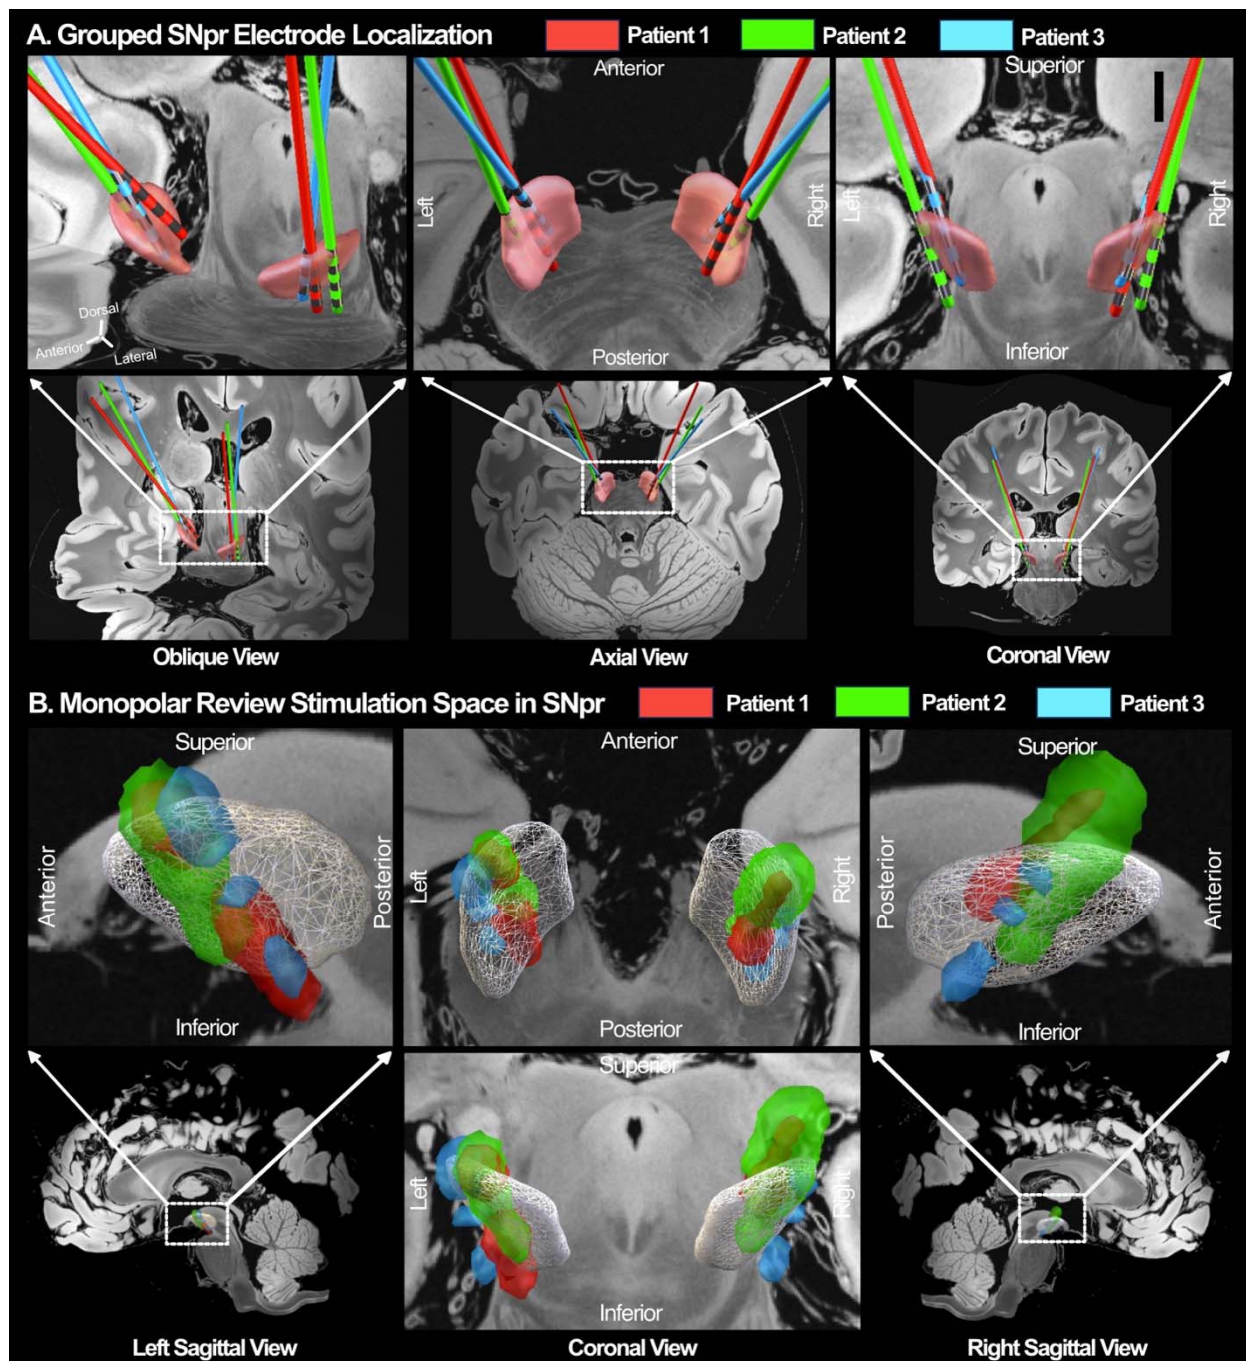 A. Grouped SNpr Electrode Localization
Patient 1
Patient 2
Patient 3
Dorsal
Anterior
Lateral
Anterior
Left
Right
Posterior
Superior
Left
Right
Inferior
Oblique View
Axial View
Coronal View
B. Monopolar Review Stimulation Space in SNpr
Patient 1
Patient 2
Patient 3
Superior
Anterior
Posterior
Inferior
Anterior
Left
Right
Posterior
Superior
Posterior
Anterior
Inferior
Superior
Left
Right
Inferior
Left Sagittal View
Coronal View
Right Sagittal View